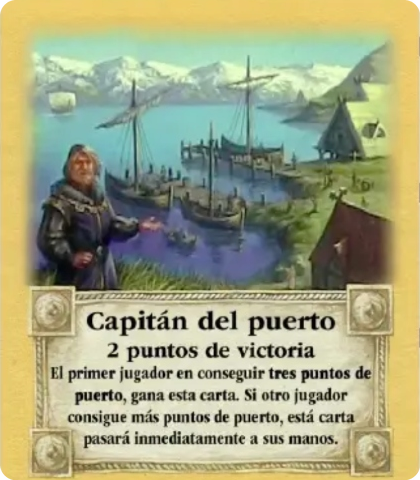 Capitán del puerto
2 puntos de victoria
El primer jugador en conseguir tres puntos de
puerto, gana esta carta. Si otro jugador
consigue más puntos de puerto, está carta
pasará inmediatamente a sus manos.